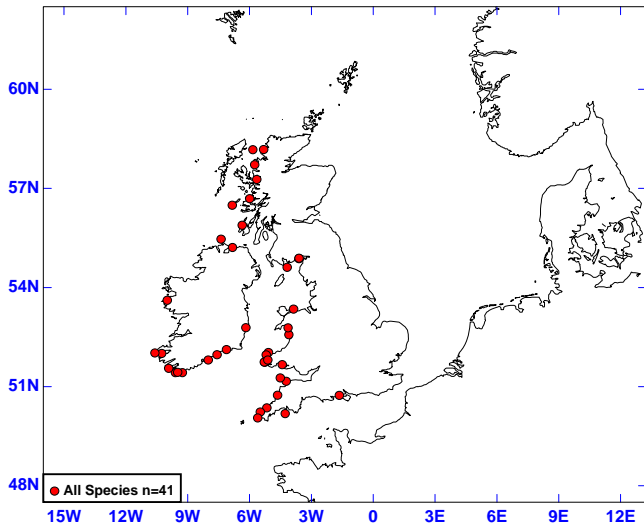 60N
57N
54N
51N
48N
All Species n=41
15W 12W 9W 6W 3W 0 3E 6E 9E 12E